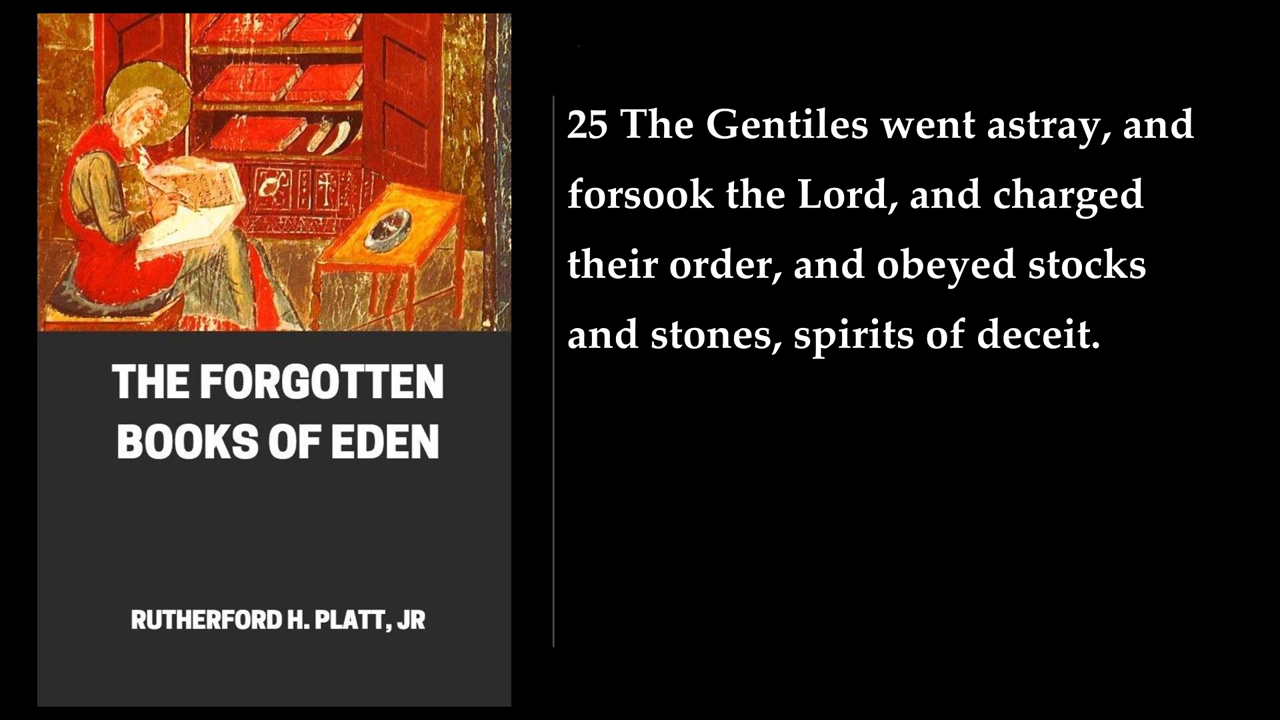 THE FORGOTTEN
BOOKS OF EDEN
RUTHERFORD H. PLATT, JR
25 The Gentiles went astray, and
forsook the Lord, and charged
their order, and obeyed stocks
and stones, spirits of deceit.